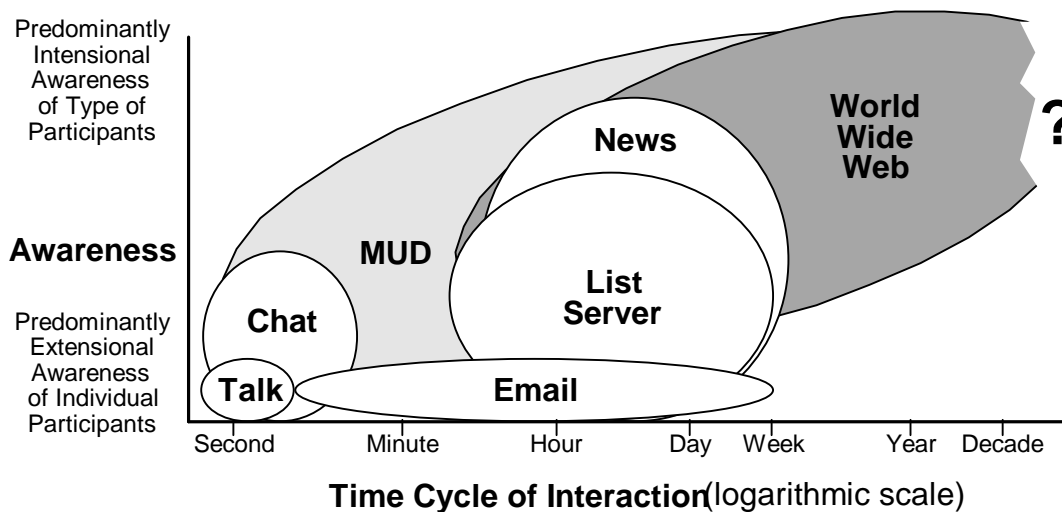 Predominantly
Intensional
Awareness
of Type of
Participants
Awareness
Predominantly
Extensional
Awareness
of Individual
Participants
World
Wide
Web
?
News
MUD
List
Server
Chat
Talk
Email
Second
Minute
Hour
Day
Week
Year
Decade
Time Cycle of Interaction (logarithmic scale)